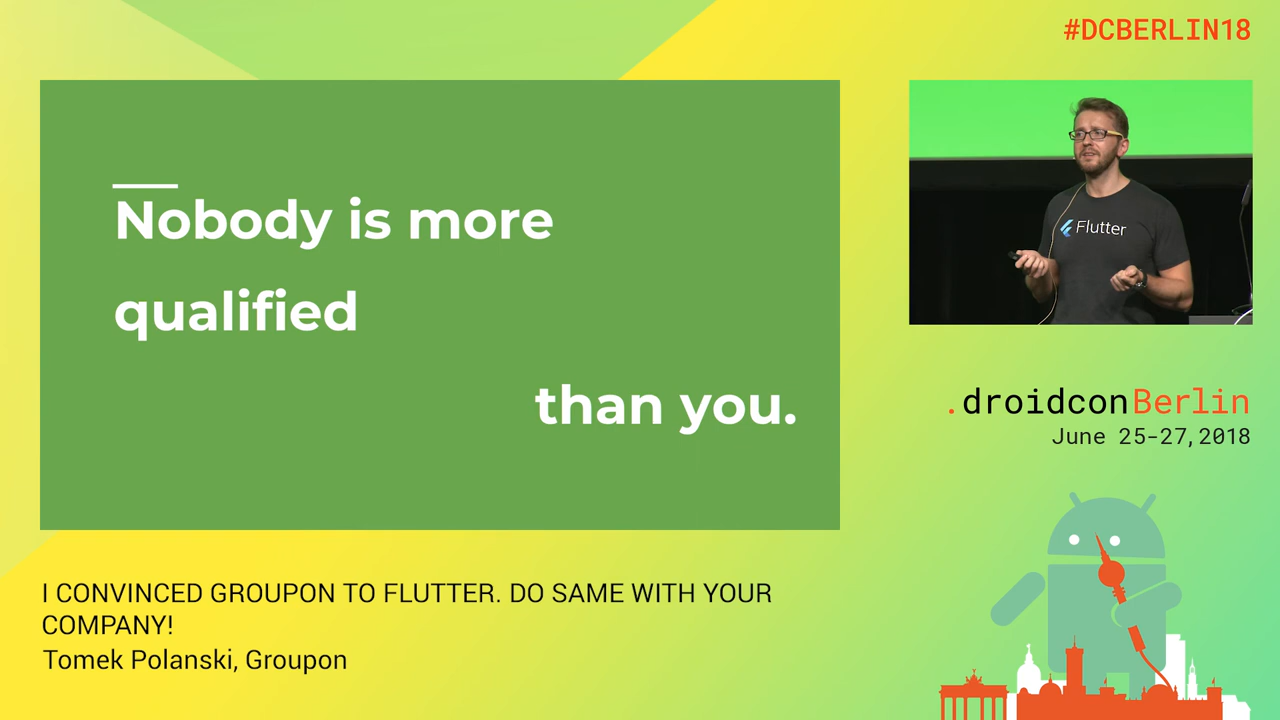 #DCBERLIN18
Nobody is more
qualified
than you.
Flutter
.droidconBerlin
June 25-27, 2018
I CONVINCED GROUPON TO FLUTTER. DO SAME WITH YOUR
COMPANY!
Tomek Polanski, Groupon